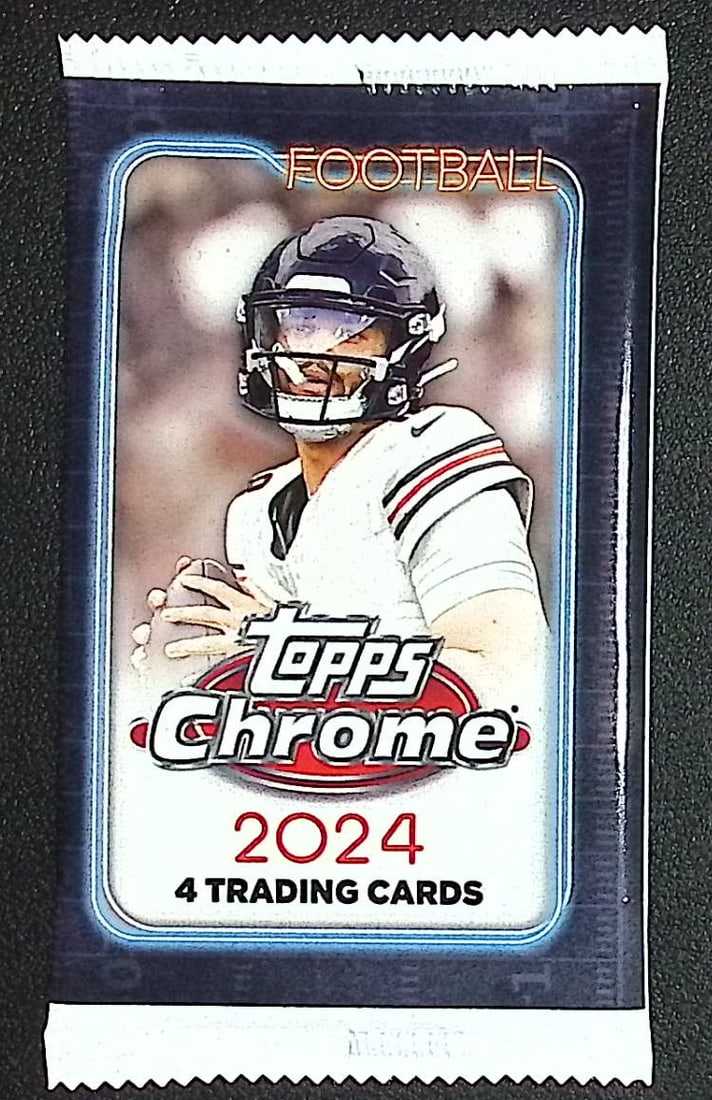 FOOTBALL
topps
Chrome
2024
4 TRADING CARDS